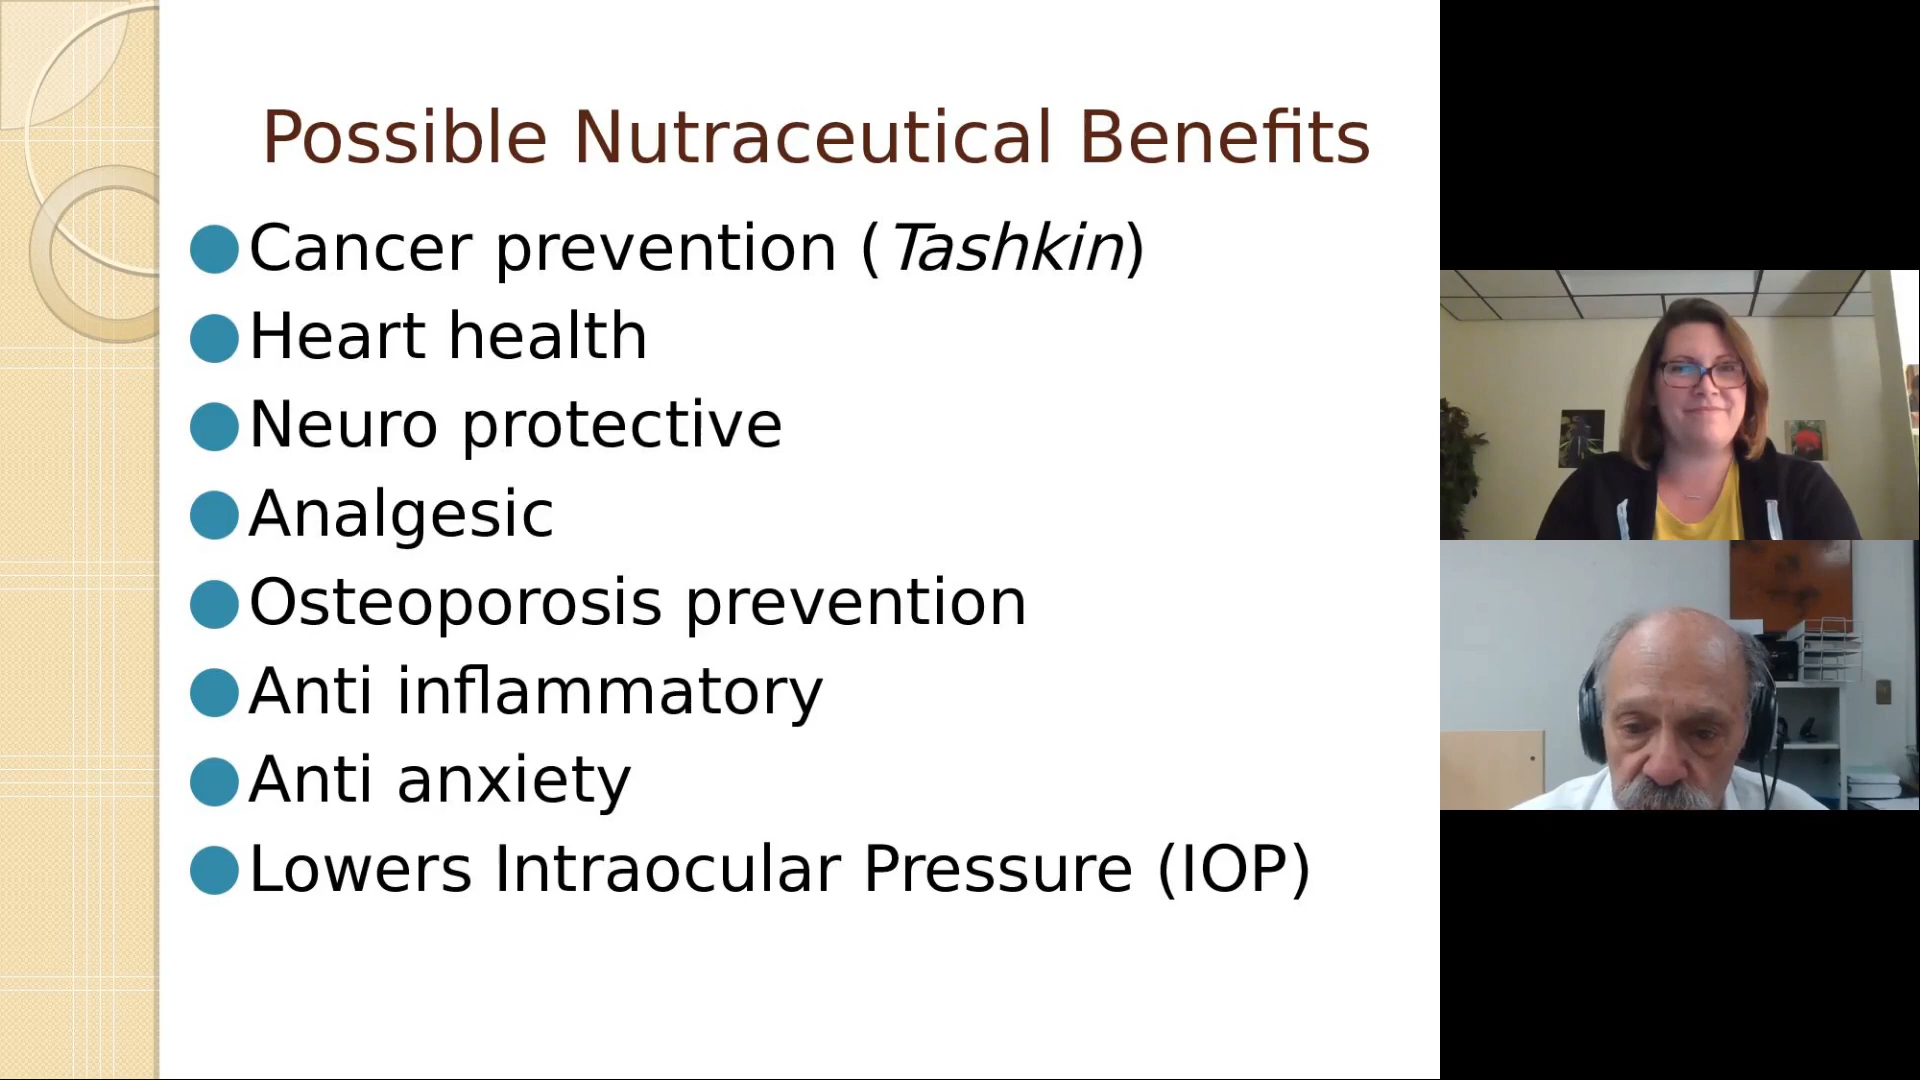 Possible Nutraceutical Benefits
Cancer prevention (Tashkin)
Heart health
Neuro protective
Analgesic
Osteoporosis prevention
Anti inflammatory
Anti anxiety
Lowers Intraocular Pressure (IOP)